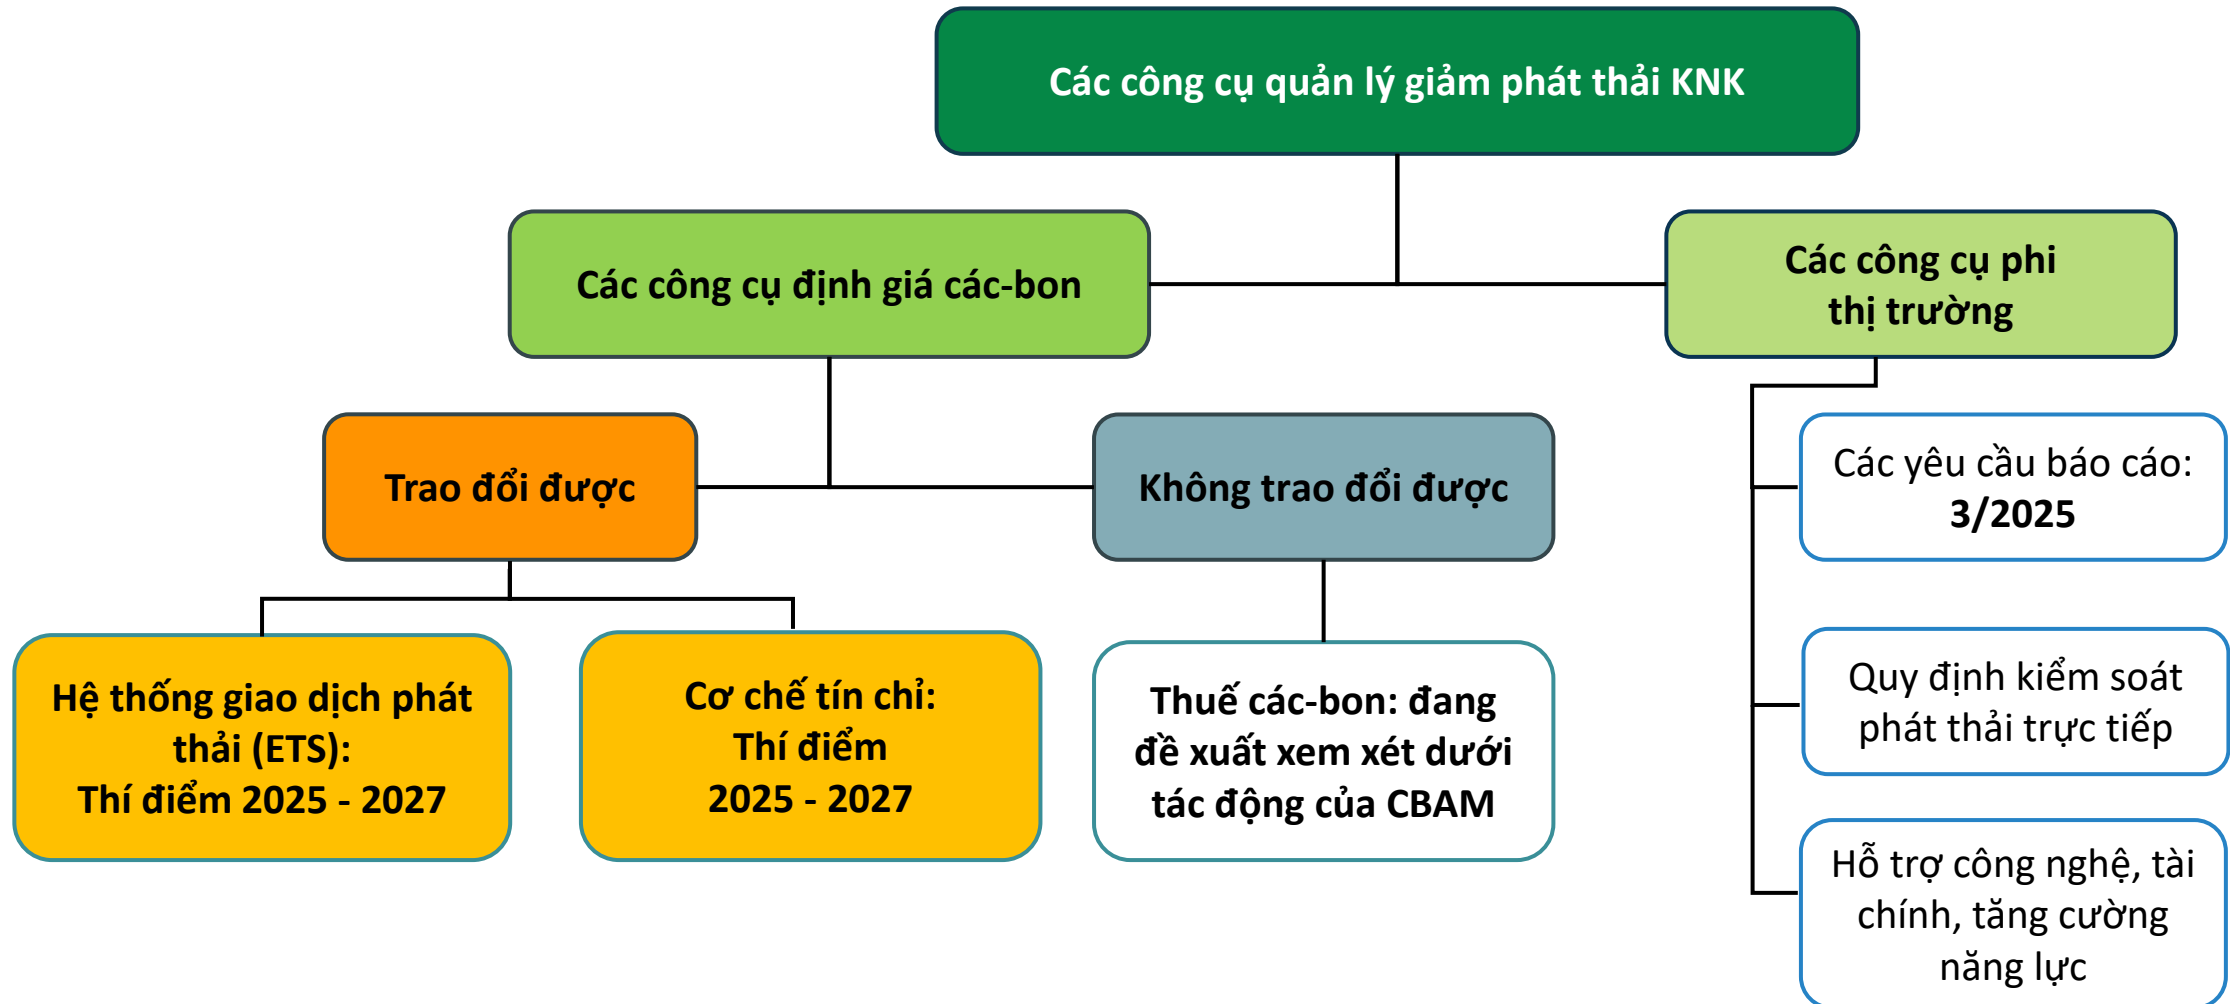 Các công cụ quản lý giảm phát thải KNK
Các công cụ định giá các-bon
Các công cụ phi
thị trường
Trao đổi được
Không trao đổi được
Các yêu cầu báo cáo:
3/2025
Hệ thống giao dịch phát
thải (ETS):
Thí điểm 2025 - 2027
Cơ chế tín chỉ:
Thí điểm
2025 - 2027
Thuế các-bon: đang
đề xuất xem xét dưới
tác động của CBAM
Quy định kiểm soát
phát thải trực tiếp
Hỗ trợ công nghệ, tài
chính, tăng cường
năng lực